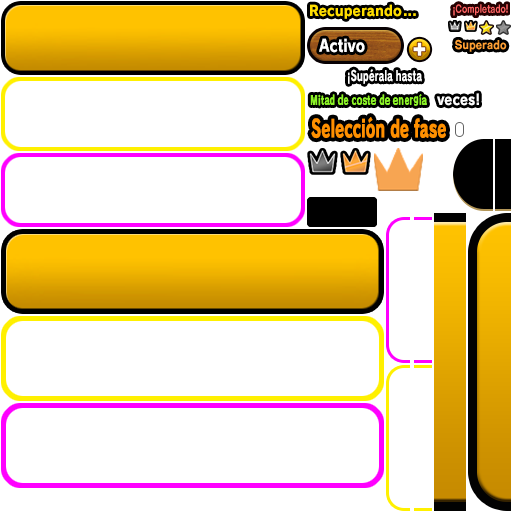 Recuperando...
¡Completado!
Activo
Superado
¡Supérala hasta
Mitad de coste de energía
veces!
Selección de fase